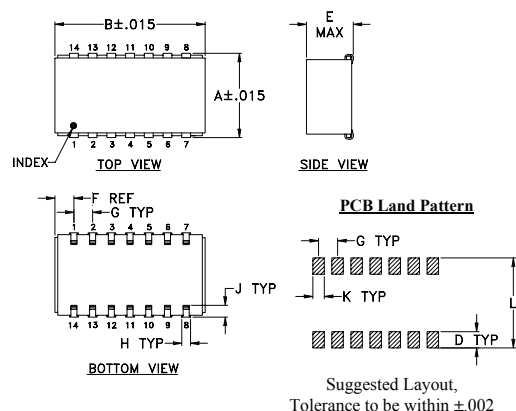 B±.015
E
MAX
14 13 12 11 10 9 8
A±.015
INDEX
1 2 3 4 5 6 7
TOP VIEW
SIDE VIEW
F REF
G TYP
1 2 3 4 5 6 7
J TYP
14 13 12 11 10 9 8
H TYP
BOTTOM VIEW
PCB Land Pattern
G TYP
K TYP
L
D TYP
Suggested Layout,
Tolerance to be within ±.002